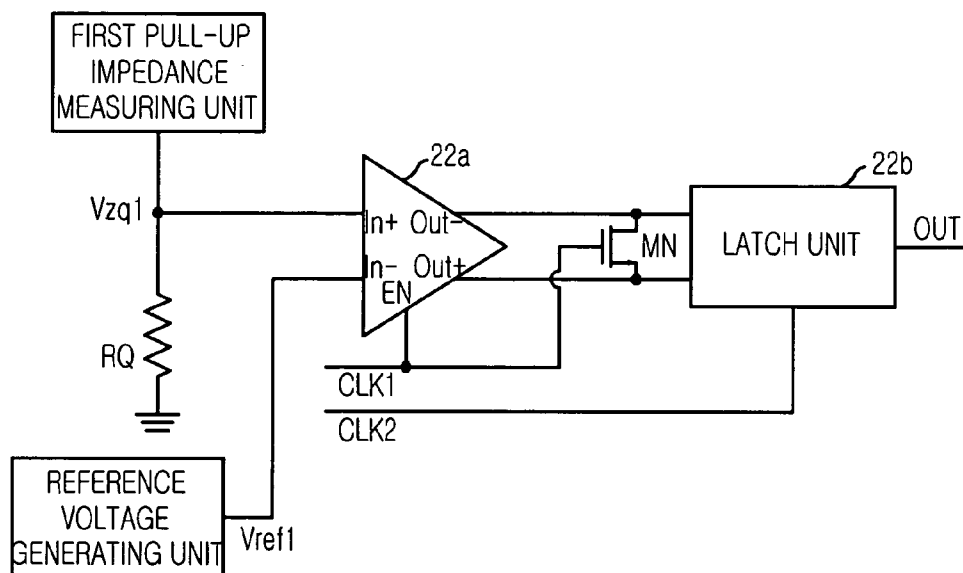 FIRST PULL-UP
IMPEDANCE
MEASURING UNIT
22a
22b
Vzq1
In+ Out-
In- Out+
EN
MN
LATCH UNIT
OUT
RQ
CLK1
CLK2
REFERENCE
VOLTAGE
GENERATING UNIT
Vref1